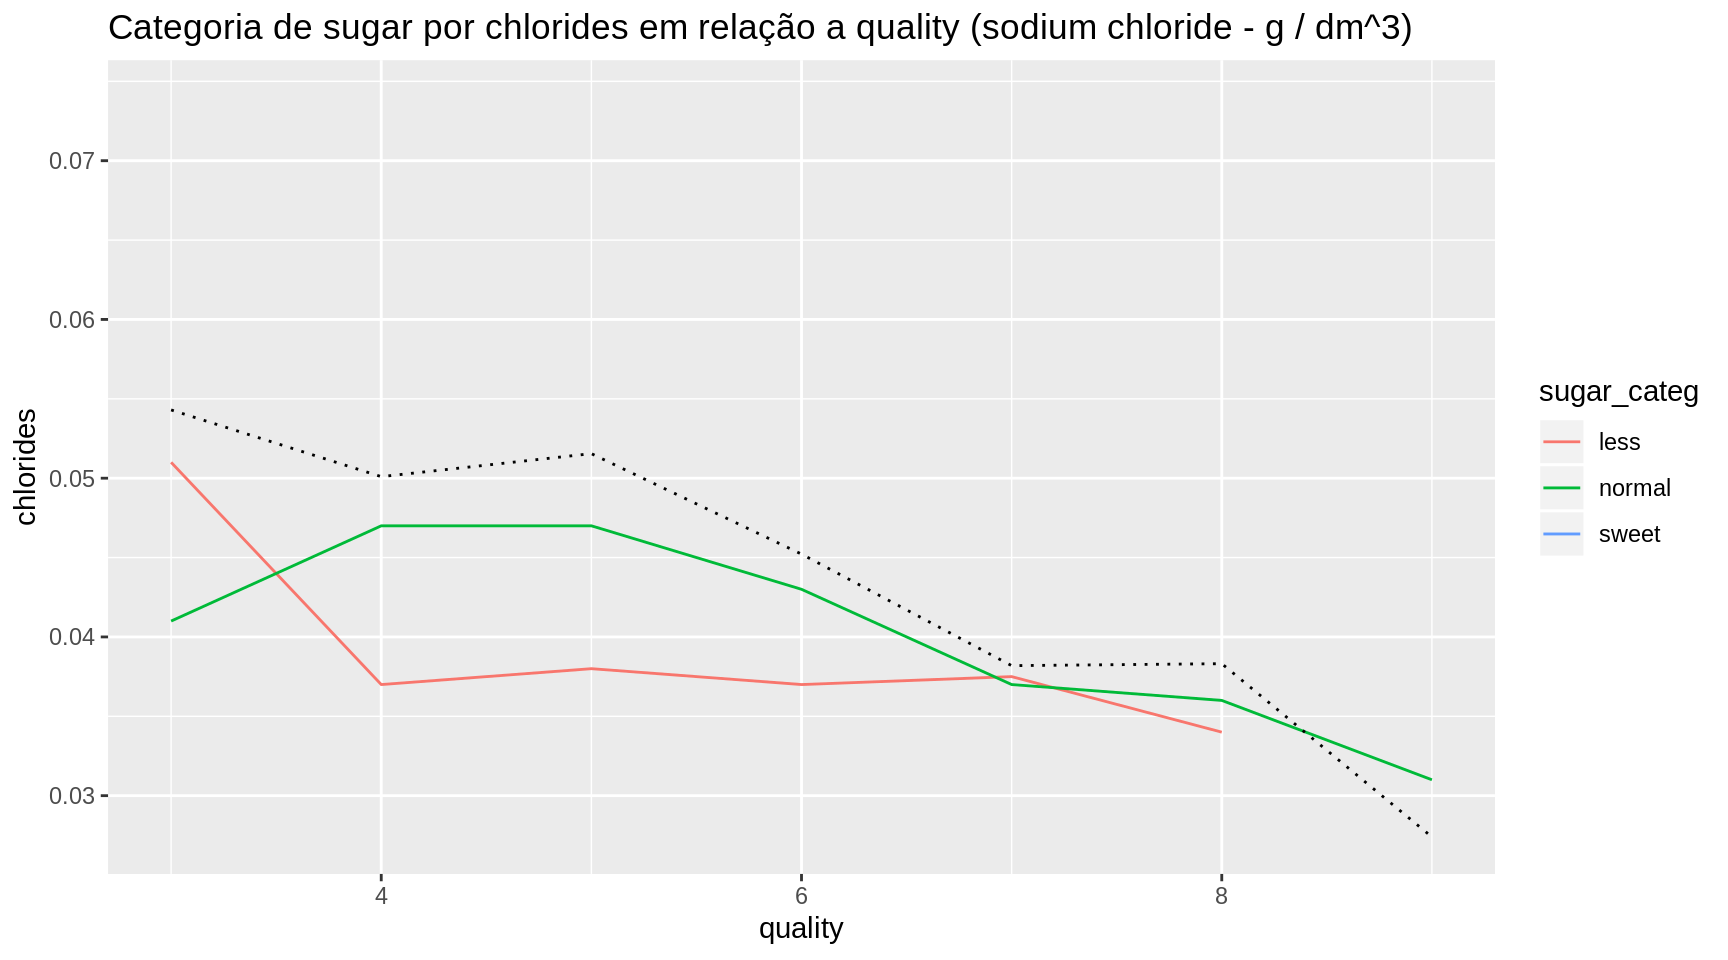 Categoria de sugar por chlorides em relação a quality (sodium chloride - g / dm^3)
0.07
0.06
0.05
0.04
0.03
chlorides
4 6 8
quality
sugar_categ
less
normal
sweet